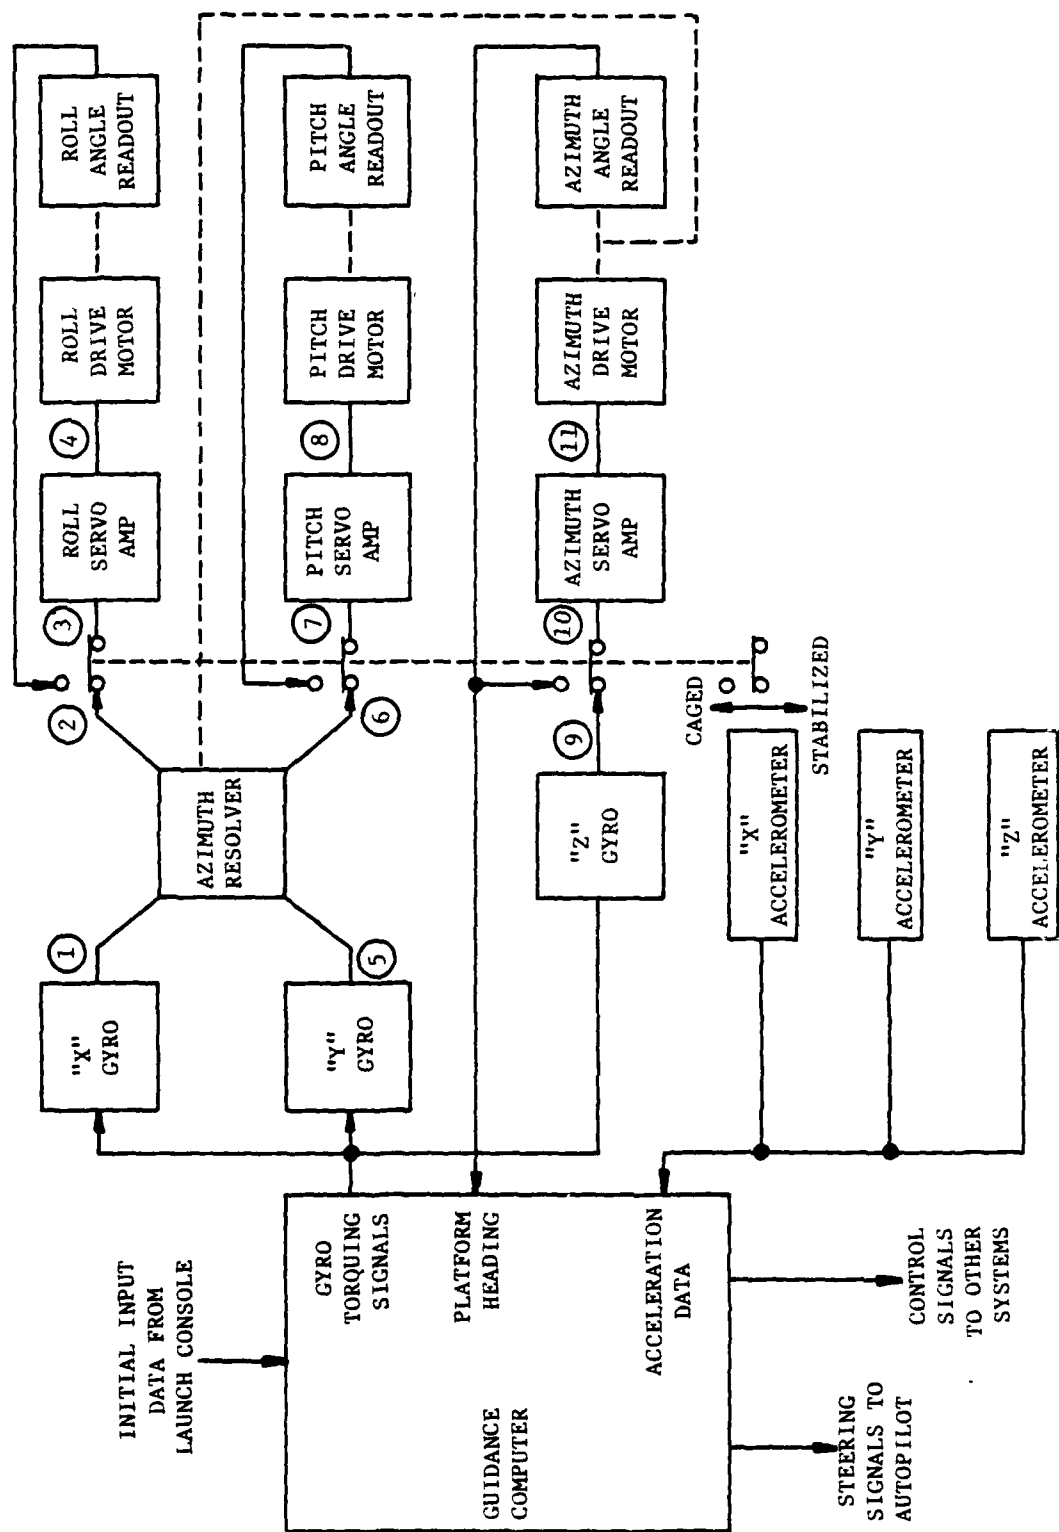 INITIAL INPUT
DATA FROM
LAUNCH CONSOLE
GUIDANCE
COMPUTER
GYRO
TORQUING
SIGNALS
PLATFORM
HEADING
ACCELERATION
DATA
STEERING
SIGNALS TO
AUTOPILOT
CONTROL
SIGNALS
TO OTHER
SYSTEMS
"X"
GYRO
1
AZIMUTH
RESOLVER
2
3
ROLL
SERVO
AMP
4
ROLL
DRIVE
MOTOR
ROLL
ANGLE
READOUT
"Y"
GYRO
5
6
7
PITCH
SERVO
AMP
8
PITCH
DRIVE
MOTOR
PITCH
ANGLE
READOUT
"Z"
GYRO
9
10
AZIMUTH
SERVO
AMP
11
AZIMUTH
DRIVE
MOTOR
AZIMUTH
ANGLE
READOUT
CAGED
STABILIZED
"X"
ACCELEROMETER
"Y"
ACCELEROMETER
"Z"
ACCELEROMETER